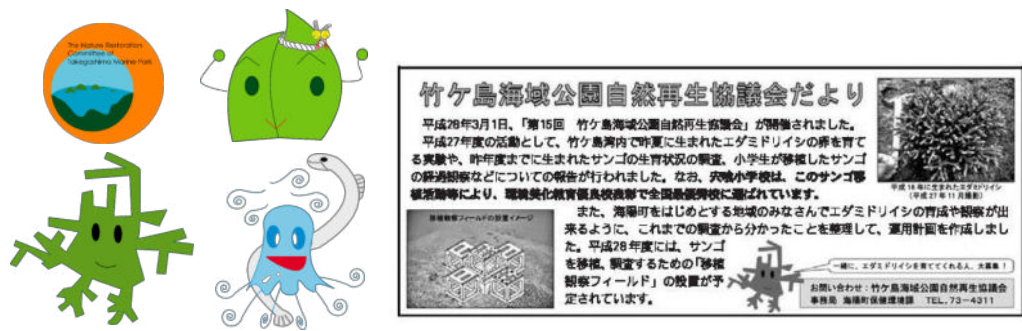 The Nature Restoration
Committee of
Takegashima Marine Park
竹ケ島海域公園自然再生協議会だより
平成28年3月1日、「第15回 竹ケ島海域公園自然再生協議会」が開催されました。
平成27年度の活動として、竹ケ島湾内で昨夏に生まれたエダミドリイシの卵を育て
る実験や、昨年度までに生まれたサンゴの生育状況の調査、小学生が移植したサンゴ
の経過観察などについての報告が行われました。なお、宍喰小学校は、このサンゴ移
植活動等により、環境美化教育優良校表彰で全国最優秀校に選ばれています。
平成18年に生まれたエダミドリイシ
(平成27年11月撮影)
移植観察フィールドの設置イメージ
また、海陽町をはじめとする地域のみなさんでエダミドリイシの育成や観察が出
来るように、これまでの調査から分かったことを整理して、運用計画を作成しまし
た。平成28年度には、サンゴ
を移植、調査するための「移植
観察フィールド」の設置が予
定されています。
一緒に、エダミドリイシを育ててくれる人、大募集!
お問い合わせ:竹ケ島海域公園自然再生協議会
事務局 海陽町保健環境課 TEL.73-4311